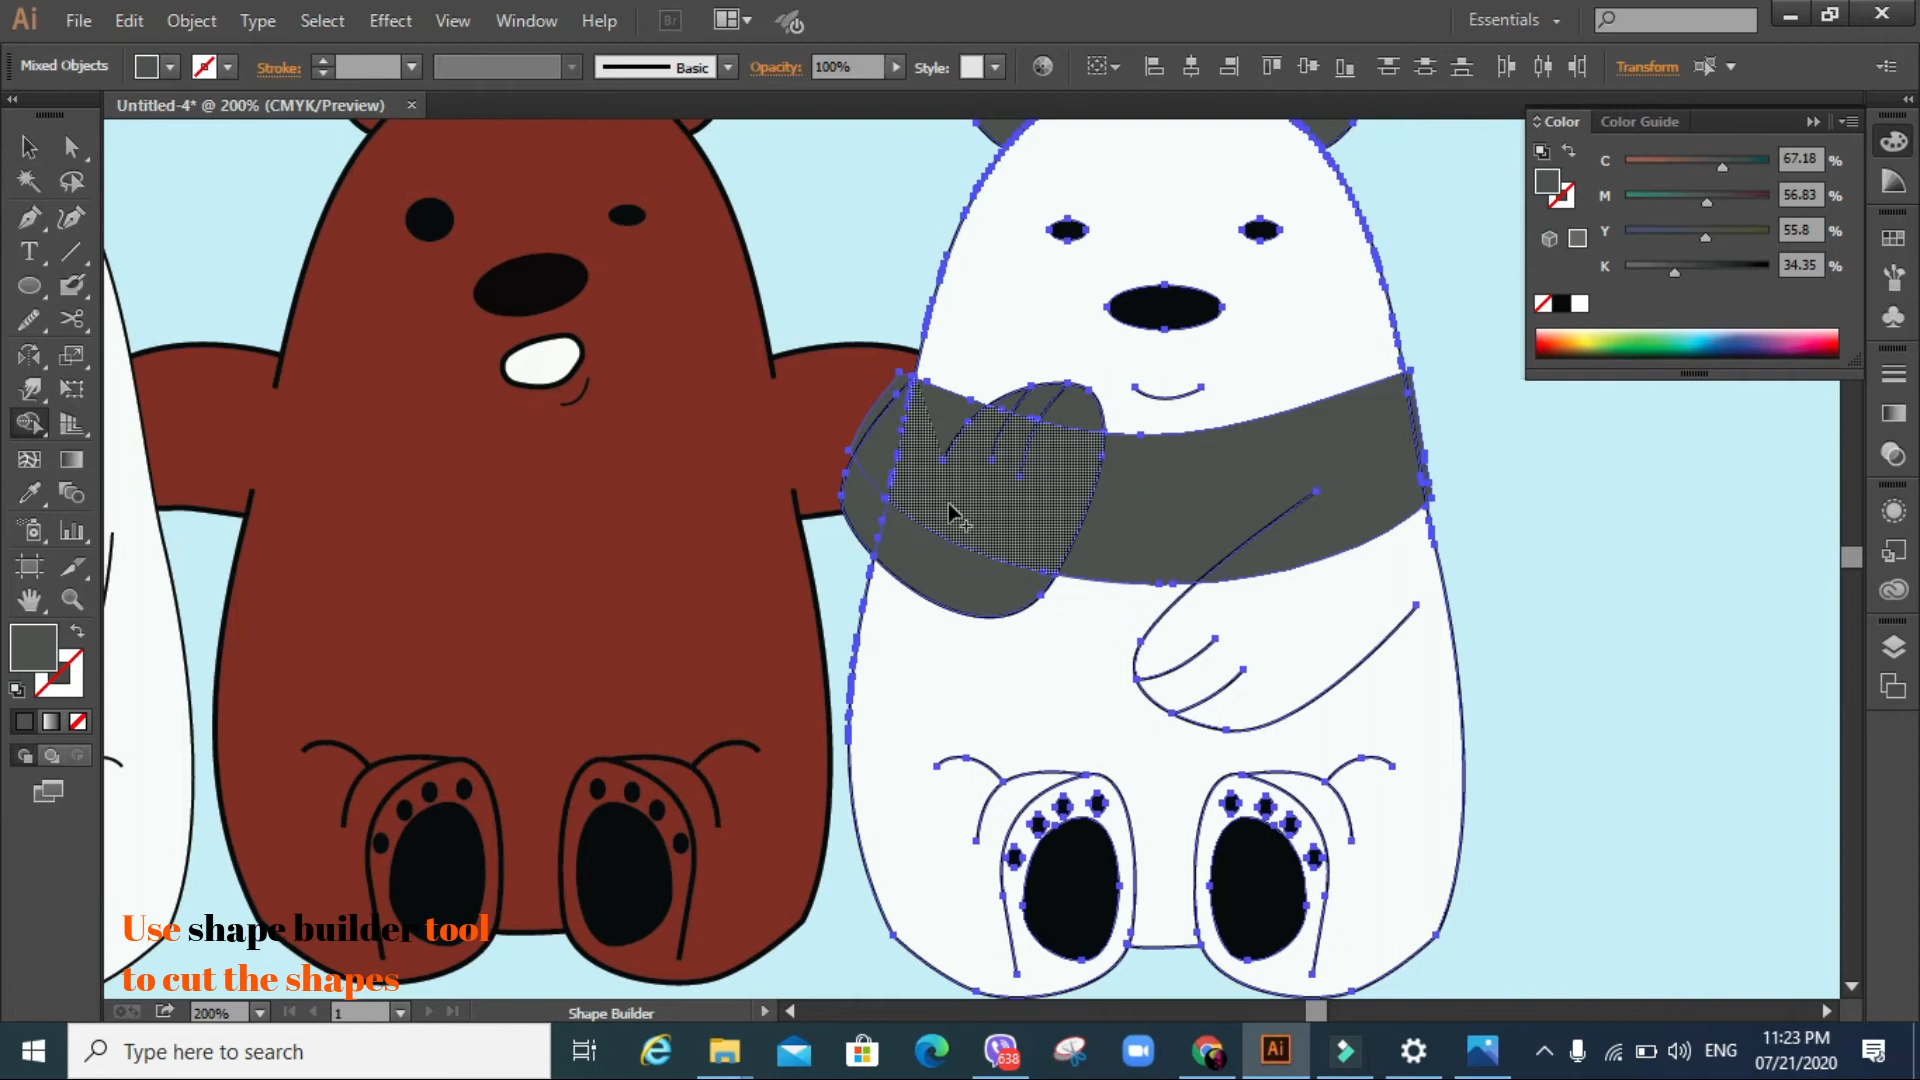 Ai File Edit Object Type Select Effect View Window Help Br Essentials
Mixed Objects Stroke: Basic Opacity: 100% Style: Transform
Untitled-4* @ 200% (CMYK/Preview)
Color Color Guide
C 67.18 %
M 56.83 %
Y 55.8 %
K 34.35 %
T
Use shape builder tool
to cut the shapes
200% 1 Shape Builder
Type here to search
638
Ai
ENG
11:23 PM
07/21/2020